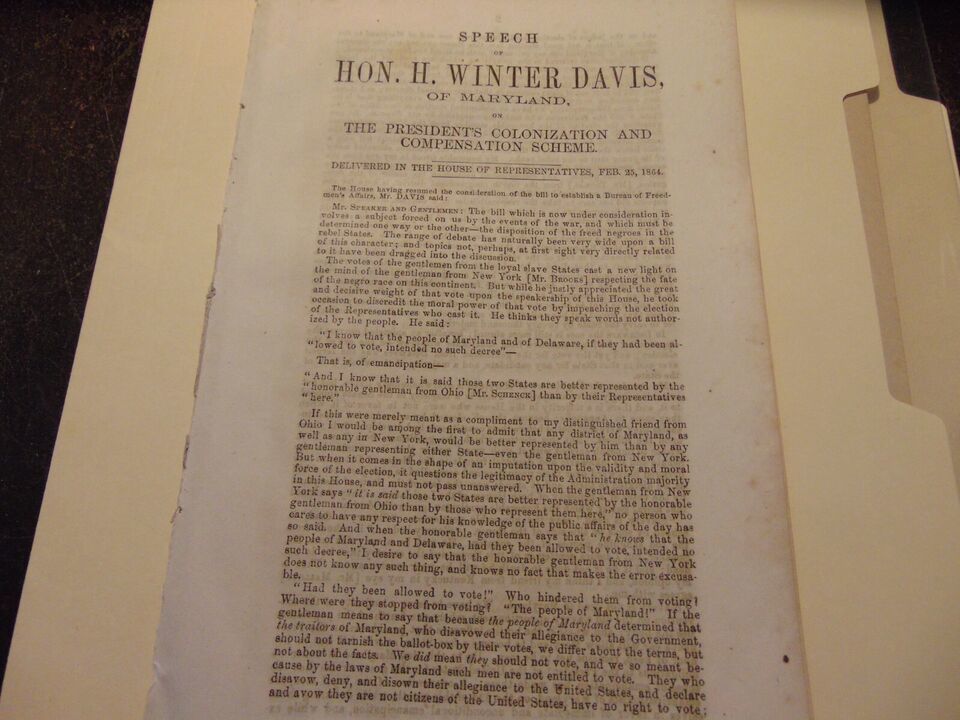 SPEECH
OF
HON. H. WINTER DAVIS,
OF MARYLAND,
ON
THE PRESIDENT'S COLONIZATION AND
COMPENSATION SCHEME.
DELIVERED IN THE HOUSE OF REPRESENTATIVES, FEB. 25, 1864.
The House having resumed the consideration of the bill to establish a Bureau of Freed-
men's Affairs, Mr. DAVIS said:
Mr. SPEAKER AND GENTLEMEN: The bill which is now under consideration in-
volves a subject forced on us by the events of the war, and which must be
determined one way or the other—the disposition of the freed negroes in the
rebel States. The range of debate has naturally been very wide upon a bill
of this character; and topics not, perhaps, at first sight very directly related
to it have been dragged into the discussion.
The votes of the gentlemen from the loyal slave States cast a new light on
the mind of the gentleman from New York [Mr. BROOKS] respecting the fate
of the negro race on this continent. But while he justly appreciated the great
and decisive weight of that vote upon the speakership of this House, he took
occasion to discredit the moral power of that vote by impeaching the election
of the Representatives who cast it. He thinks they speak words not author-
ized by the people. He said:
"I know that the people of Maryland and of Delaware, if they had been al-
"lowed to vote, intended no such decree"—
That is, of emancipation—
"And I know that it is said those two States are better represented by the
"honorable gentleman from Ohio [Mr. SCHENCK] than by their Representatives
"here."
If this were merely meant as a compliment to my distinguished friend from
Ohio I would be among the first to admit that any district of Maryland, as
well as any in New York, would be better represented by him than by any
gentleman representing either State—even the gentleman from New York.
But when it comes in the shape of an imputation upon the validity and moral
force of the election, it questions the legitimacy of the Administration majority
in this House, and must not pass unanswered. When the gentleman from New
York says "it is said those two States are better represented by the honorable
gentleman from Ohio than by those who represent them here," no person who
cares to have any respect for his knowledge of the public affairs of the day has
so said. And when the honorable gentleman says that "he knows that the
people of Maryland and Delaware, had they been allowed to vote, intended no
such decree," I desire to say that the honorable gentleman from New York
does not know any such thing, and knows no fact that makes the error excusa-
ble.
"Had they been allowed to vote!" Who hindered them from voting?
Where were they stopped from voting? "The people of Maryland!" If the
gentleman means to say that because the people of Maryland determined that
the traitors of Maryland, who disavowed their allegiance to the Government,
should not tarnish the ballot-box by their votes, we differ about the terms, but
not about the facts. We did mean they should not vote, and we so meant be-
cause by the laws of Maryland such men are not entitled to vote. They who
disavow, deny, and disown their allegiance to the United States, and declare
and avow they are not citizens of the United States, have no right to vote;